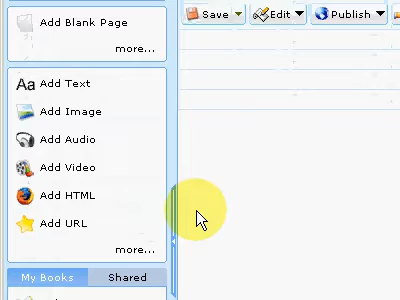 Add Blank Page
more...
Save
Edit
Publish
Aa Add Text
Add Image
Add Audio
Add Video
Add HTML
Add URL
more...
My Books
Shared